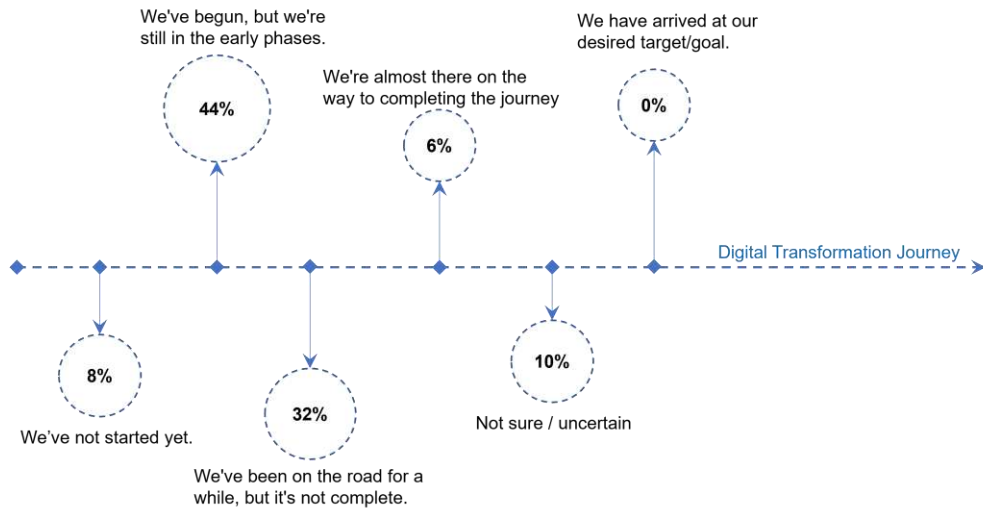 We've begun, but we're
still in the early phases.
44%
We're almost there on the
way to completing the journey
6%
We have arrived at our
desired target/goal.
0%
Digital Transformation Journey
8%
We’ve not started yet.
32%
We've been on the road for a
while, but it's not complete.
10%
Not sure / uncertain